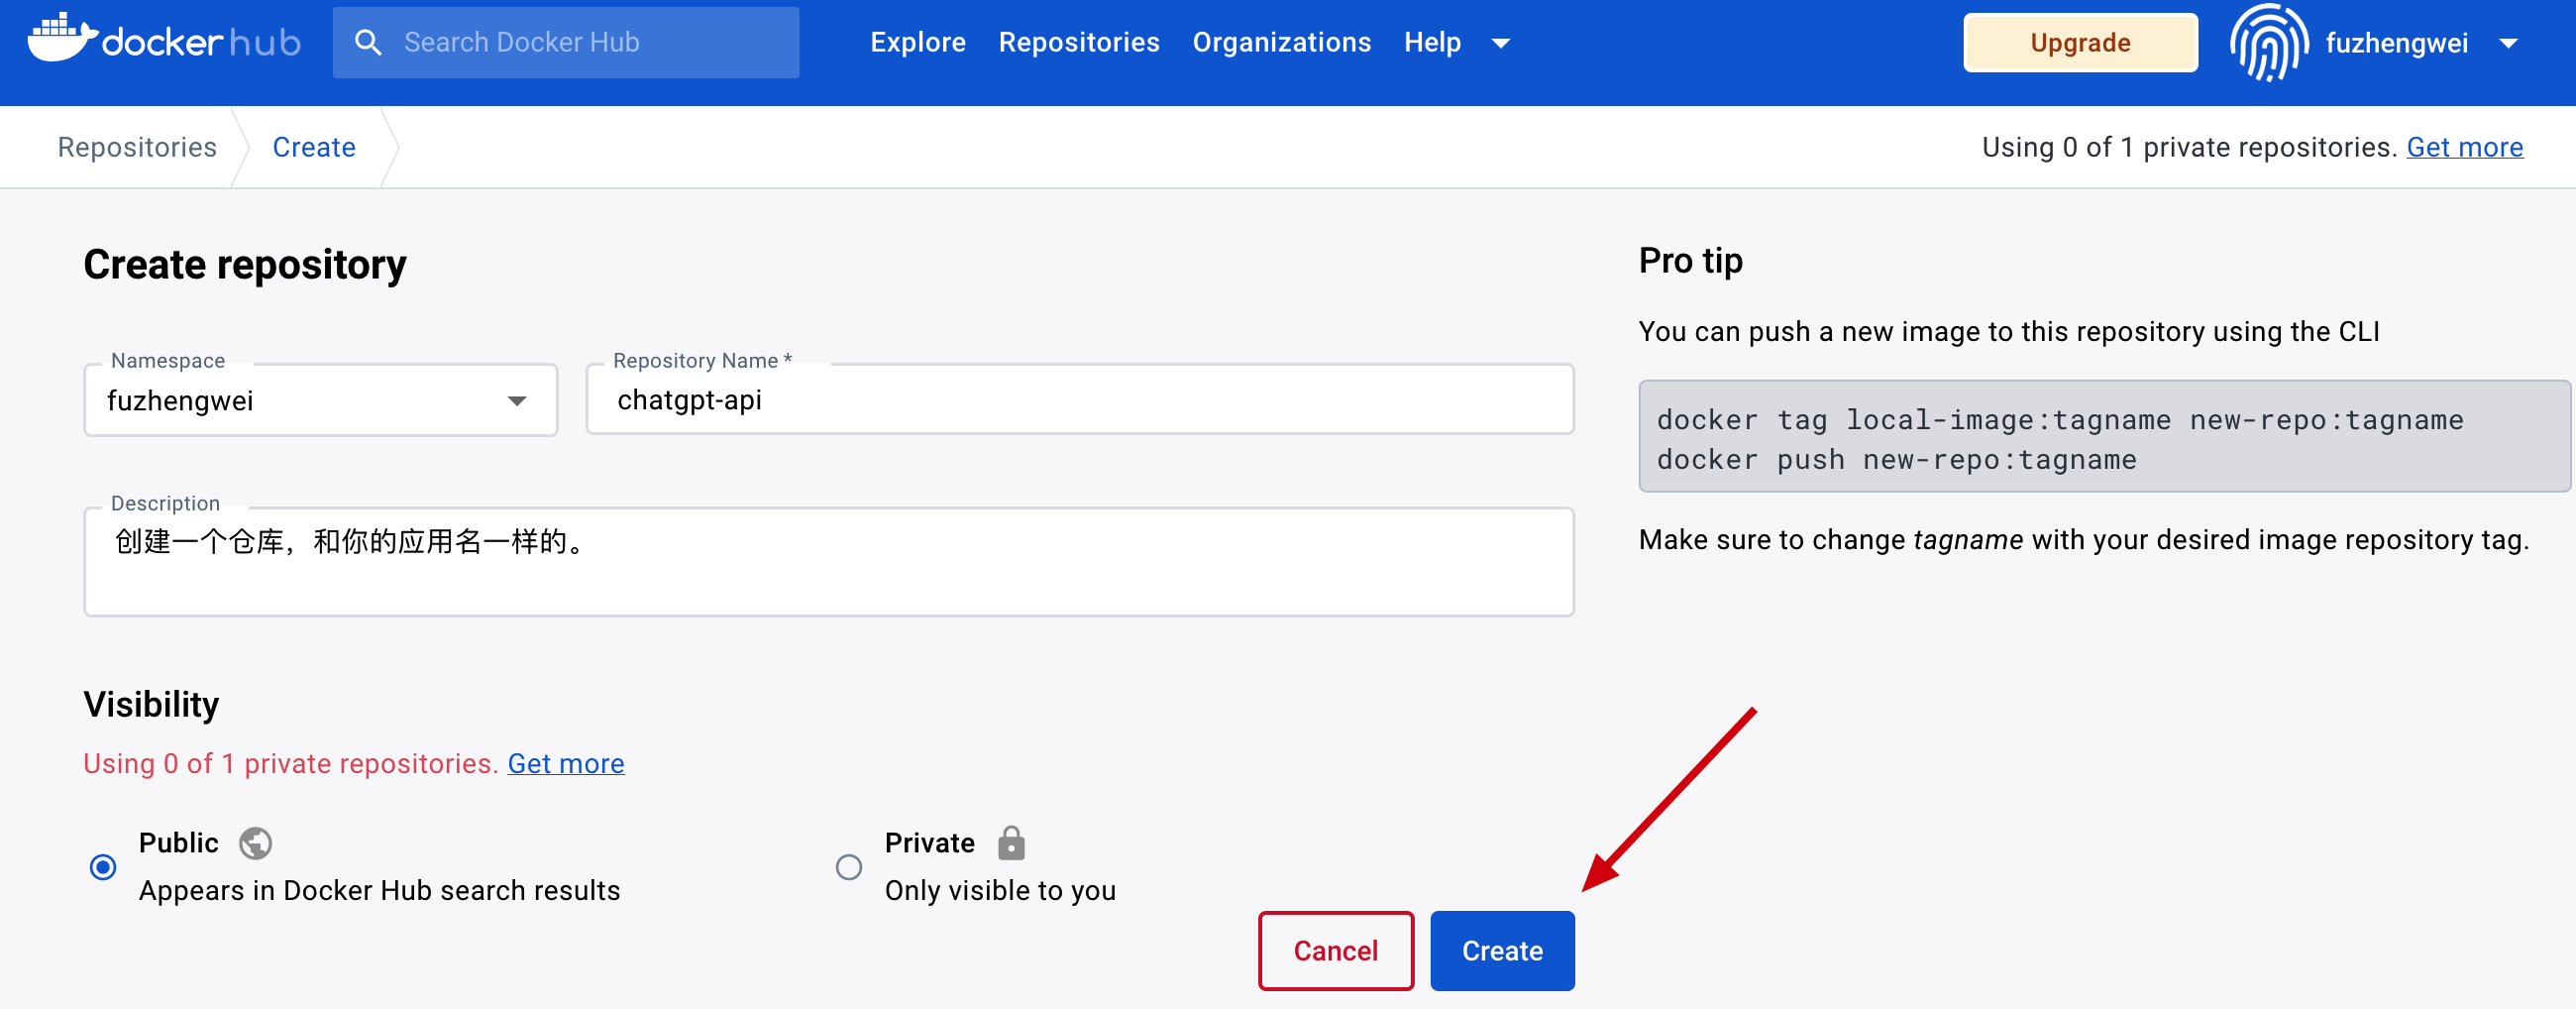 docker hub
Search Docker Hub
Explore
Repositories
Organizations
Help
Upgrade
fuzhengwei
Repositories
Create
Using 0 of 1 private repositories. Get more
Create repository
Namespace
fuzhengwei
Repository Name *
chatgpt-api
Description
创建一个仓库，和你的应用名一样的。
Visibility
Using 0 of 1 private repositories. Get more
Public
Appears in Docker Hub search results
Private
Only visible to you
Cancel
Create
Pro tip
You can push a new image to this repository using the CLI
docker tag local-image:tagname new-repo:tagname
docker push new-repo:tagname
Make sure to change tagname with your desired image repository tag.